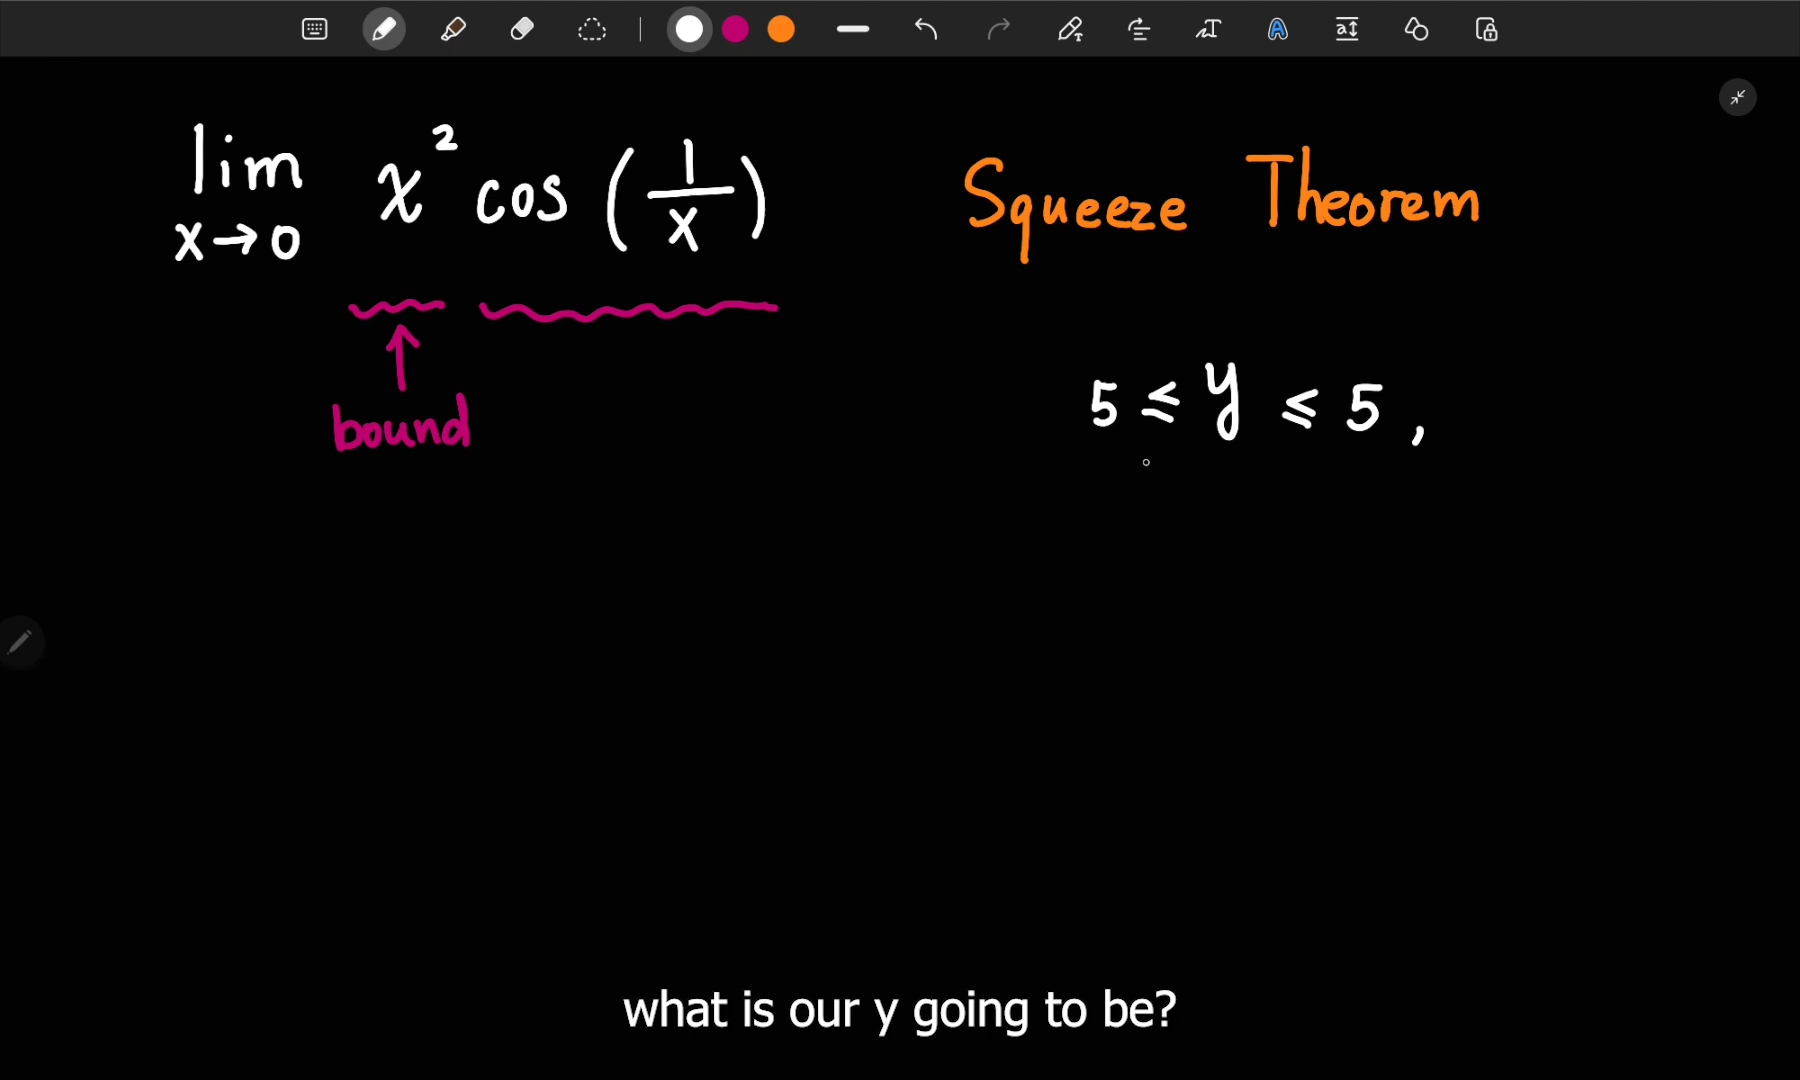 lim x→0 x² cos (1/x)
Squeeze Theorem
bound
5 ≤ y ≤ 5 ,
what is our y going to be?